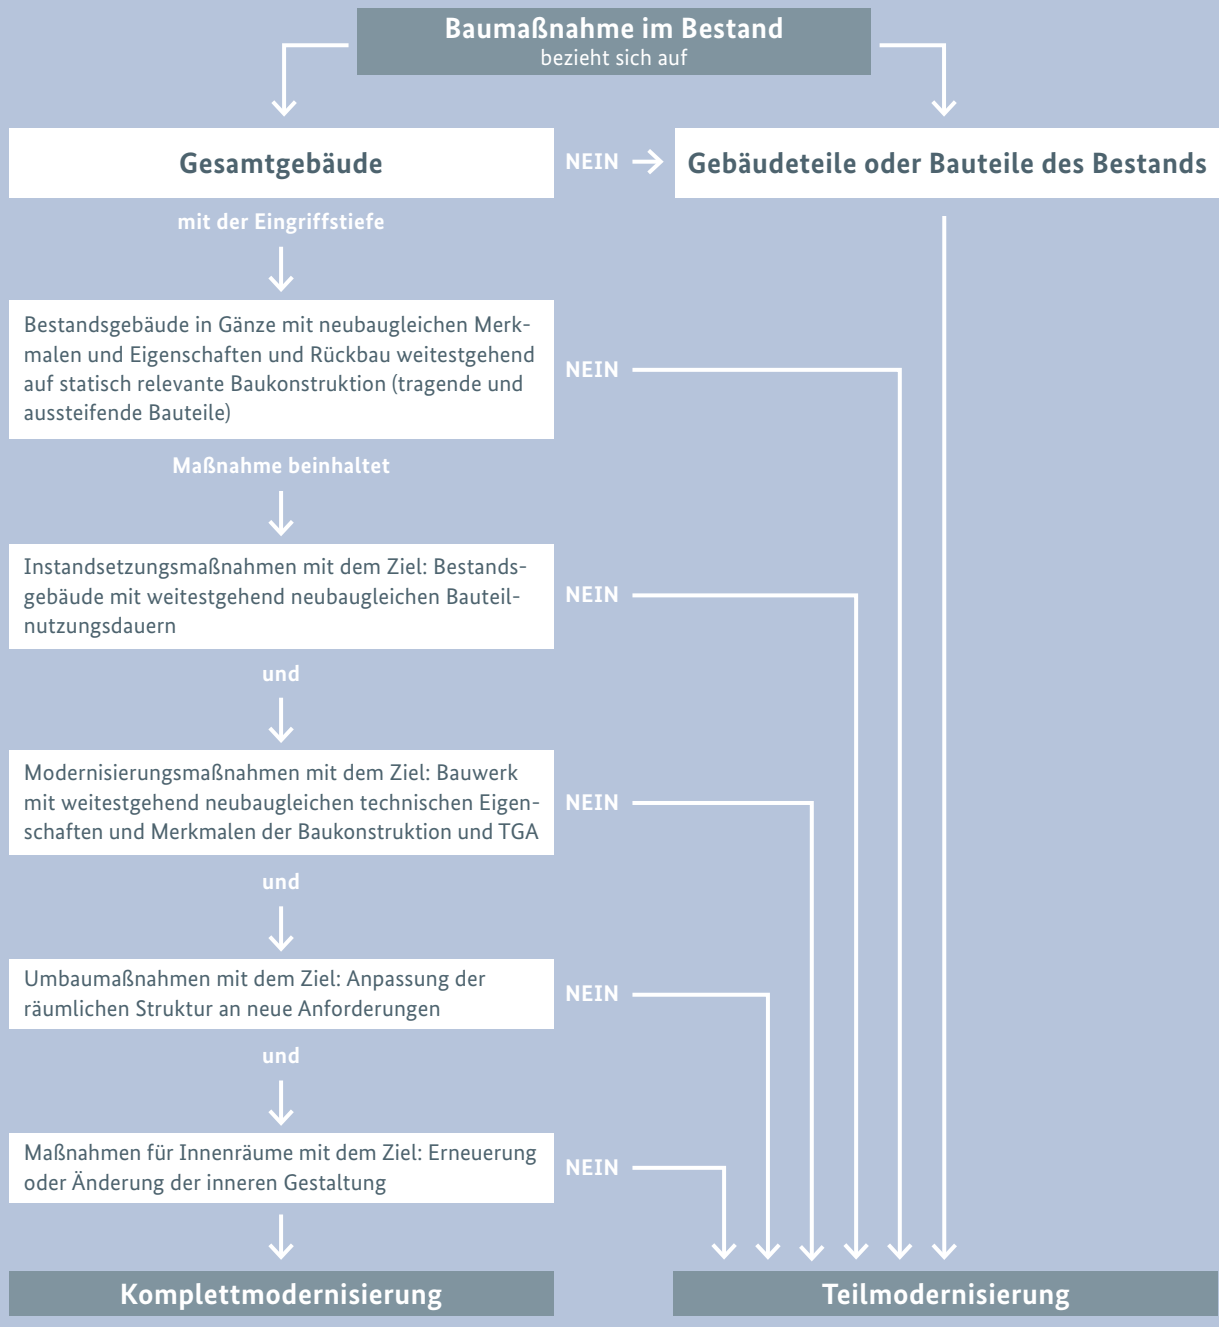 Baumaßnahme im Bestand
bezieht sich auf
Gesamtgebäude
NEIN
Gebäudeteile oder Bauteile des Bestands
mit der Eingriffstiefe
Bestandsgebäude in Gänze mit neubaugleichen Merk-
malen und Eigenschaften und Rückbau weitestgehend
auf statisch relevante Baukonstruktion (tragende und
aussteifende Bauteile)
NEIN
Maßnahme beinhaltet
Instandsetzungsmaßnahmen mit dem Ziel: Bestands-
gebäude mit weitestgehend neubaugleichen Bauteil-
nutzungsdauern
NEIN
und
Modernisierungsmaßnahmen mit dem Ziel: Bauwerk
mit weitestgehend neubaugleichen technischen Eigen-
schaften und Merkmalen der Baukonstruktion und TGA
NEIN
und
Umbaumaßnahmen mit dem Ziel: Anpassung der
räumlichen Struktur an neue Anforderungen
NEIN
und
Maßnahmen für Innenräume mit dem Ziel: Erneuerung
oder Änderung der inneren Gestaltung
NEIN
Komplettmodernisierung
Teilmodernisierung